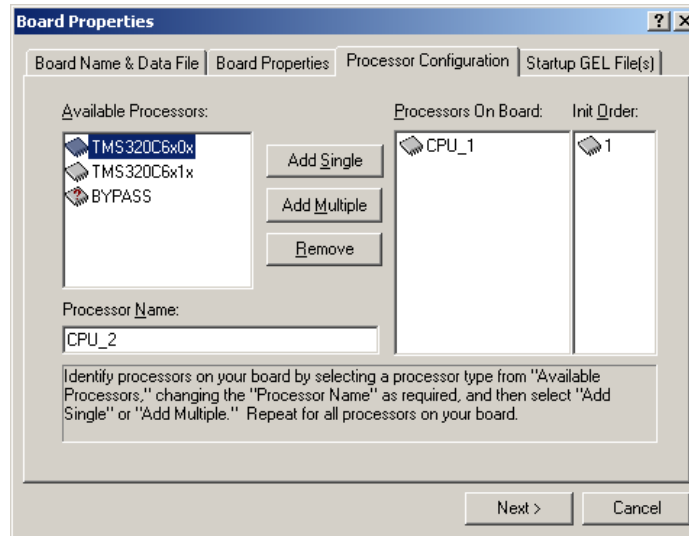 Board Properties
Board Name & Data File
Board Properties
Processor Configuration
Startup GEL File(s)
Available Processors:
TMS320C6x0x
TMS320C6x1x
BYPASS
Add Single
Add Multiple
Remove
Processors On Board:
Init Order:
CPU_1
1
Processor Name:
CPU_2
Identify processors on your board by selecting a processor type from "Available
Processors," changing the "Processor Name" as required, and then select "Add
Single" or "Add Multiple." Repeat for all processors on your board.
Next >
Cancel